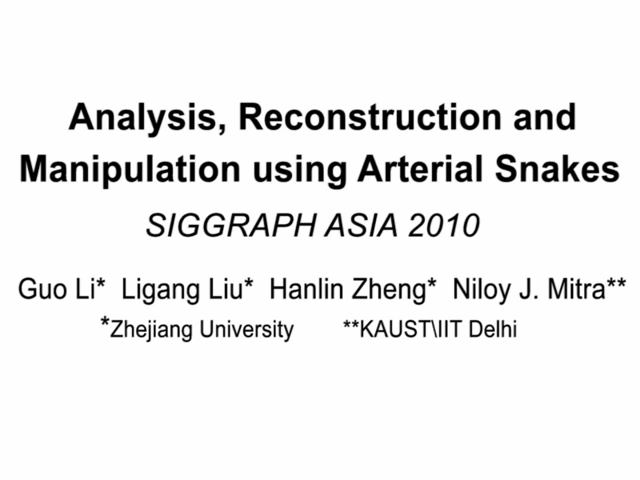 Analysis, Reconstruction and
Manipulation using Arterial Snakes
SIGGRAPH ASIA 2010
Guo Li* Ligang Liu* Hanlin Zheng* Niloy J. Mitra**
*Zhejiang University **KAUST\IIT Delhi